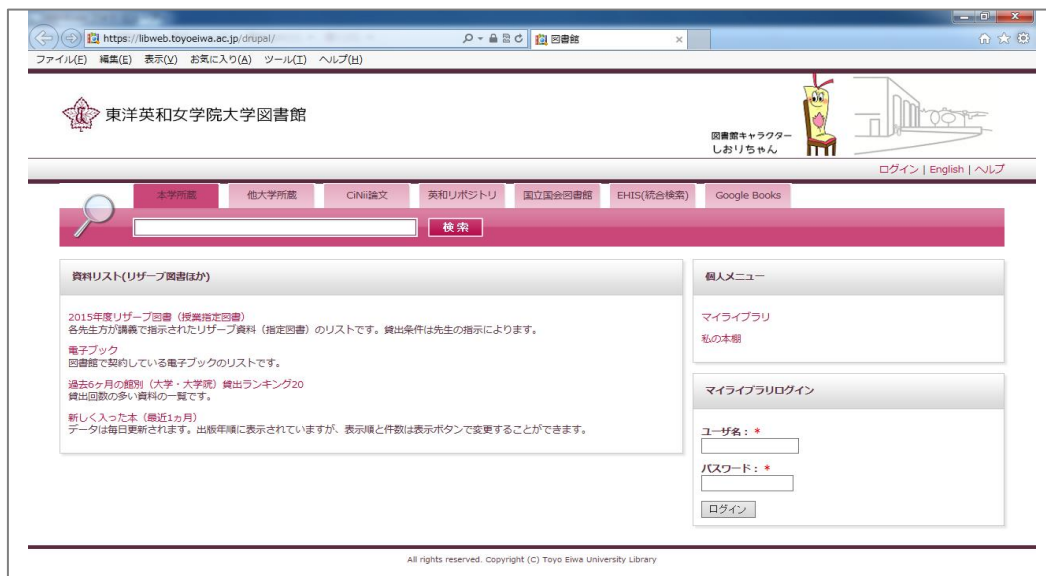 https://libweb.toyoeiwa.ac.jp/drupal/
図書館
ファイル(F) 編集(E) 表示(V) お気に入り(A) ツール(T) ヘルプ(H)
東洋英和女学院大学図書館
図書館キャラクター
しおりちゃん
ログイン | English | ヘルプ
本学所蔵 他大学所蔵 CiNii論文 英和リポジトリ 国立国会図書館 EHIS(統合検索) Google Books
検索
資料リスト(リザーブ図書ほか)
2015年度リザーブ図書（授業指定図書）
各先生方が講義で指示されたリザーブ資料（指定図書）のリストです。貸出条件は先生の指示によります。
電子ブック
図書館で契約している電子ブックのリストです。
過去6ヶ月の館別（大学・大学院）貸出ランキング20
貸出回数の多い資料の一覧です。
新しく入った本（最近1ヵ月）
データは毎日更新されます。出版年順に表示されていますが、表示順と件数は表示ボタンで変更することができます。
個人メニュー
マイライブラリ
私の本棚
マイライブラリログイン
ユーザ名： *
パスワード： *
ログイン
All rights reserved. Copyright (C) Toyo Eiwa University Library